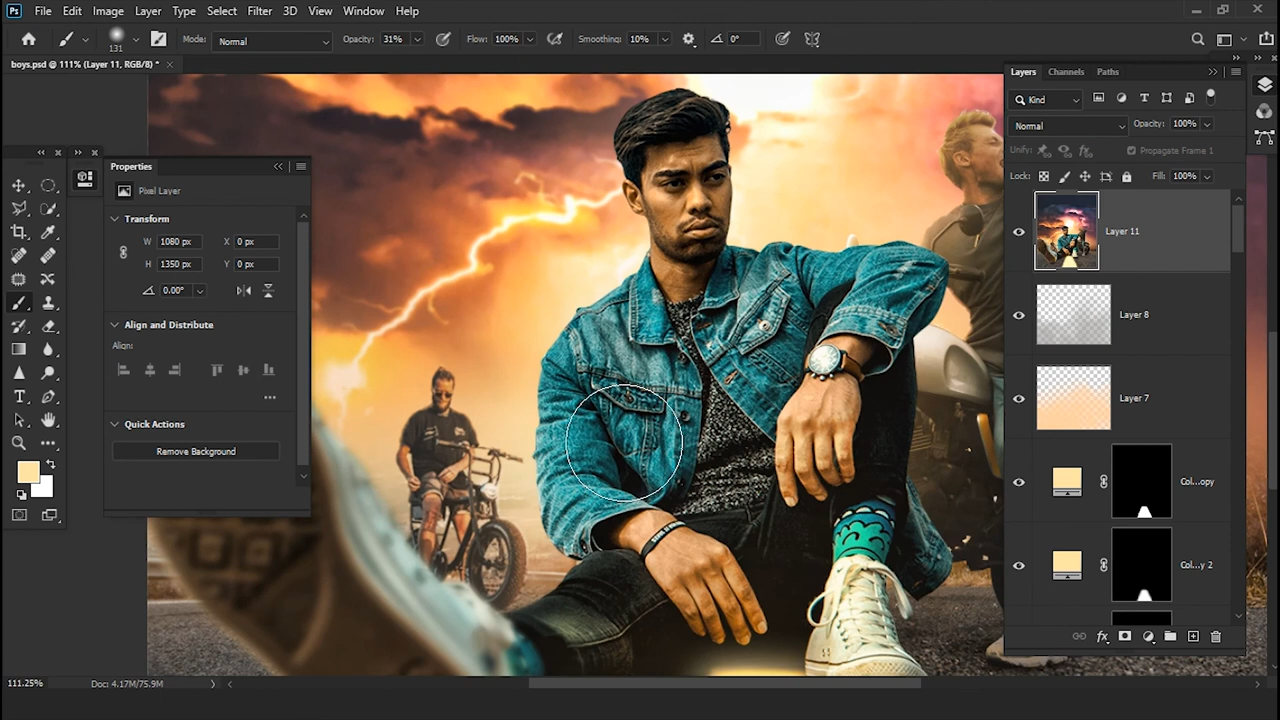 Ps File Edit Image Layer Type Select Filter 3D View Window Help
131 Mode: Normal Opacity: 31% Flow: 100% Smoothing: 10% 0°
boys.psd @ 111% (Layer 11, RGB/8) *
Properties
Pixel Layer
Transform
W 1080 px X 0 px
H 1350 px Y 0 px
0.00°
Align and Distribute
Align:
Quick Actions
Remove Background
Layers Channels Paths
Kind
Normal Opacity: 100%
Unify: Propagate Frame 1
Lock: Fill: 100%
Layer 11
Layer 8
Layer 7
Col...opy
Col...y 2
111.25% Doc: 4.17M/75.9M